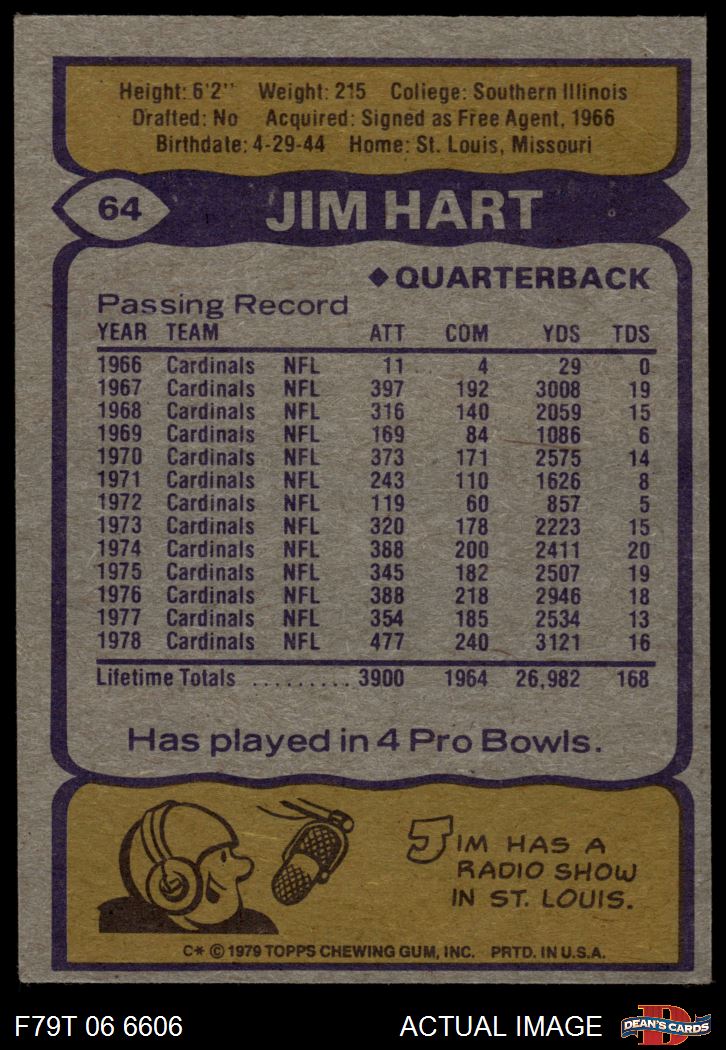 Height: 6'2" Weight: 215 College: Southern Illinois
Drafted: No Acquired: Signed as Free Agent, 1966
Birthdate: 4-29-44 Home: St. Louis, Missouri
64 JIM HART
◆ QUARTERBACK
Passing Record
YEAR TEAM ATT COM YDS TDS
1966 Cardinals NFL 11 4 29 0
1967 Cardinals NFL 397 192 3008 19
1968 Cardinals NFL 316 140 2059 15
1969 Cardinals NFL 169 84 1086 6
1970 Cardinals NFL 373 171 2575 14
1971 Cardinals NFL 243 110 1626 8
1972 Cardinals NFL 119 60 857 5
1973 Cardinals NFL 320 178 2223 15
1974 Cardinals NFL 388 200 2411 20
1975 Cardinals NFL 345 182 2507 19
1976 Cardinals NFL 388 218 2946 18
1977 Cardinals NFL 354 185 2534 13
1978 Cardinals NFL 477 240 3121 16
Lifetime Totals ......... 3900 1964 26,982 168
Has played in 4 Pro Bowls.
JIM HAS A
RADIO SHOW
IN ST. LOUIS.
C* © 1979 TOPPS CHEWING GUM, INC. PRTD. IN U.S.A.
F79T 06 6606 ACTUAL IMAGE D DEAN'S CARDS